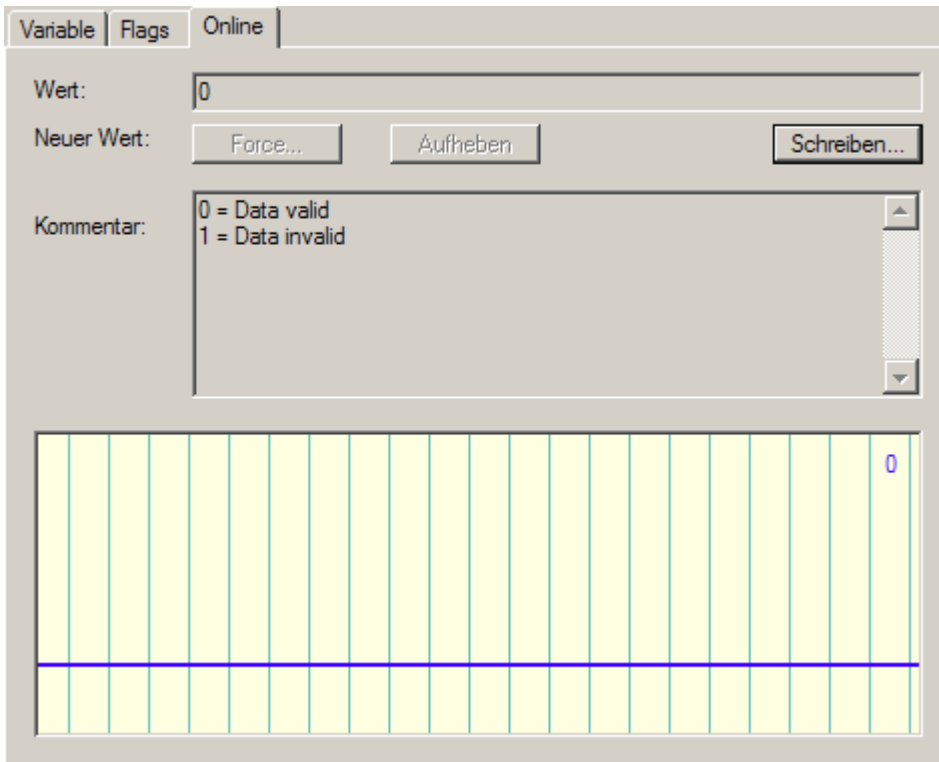 Variable Flags Online
Wert: 0
Neuer Wert: Force... Aufheben Schreiben...
Kommentar: 0 = Data valid
1 = Data invalid
0